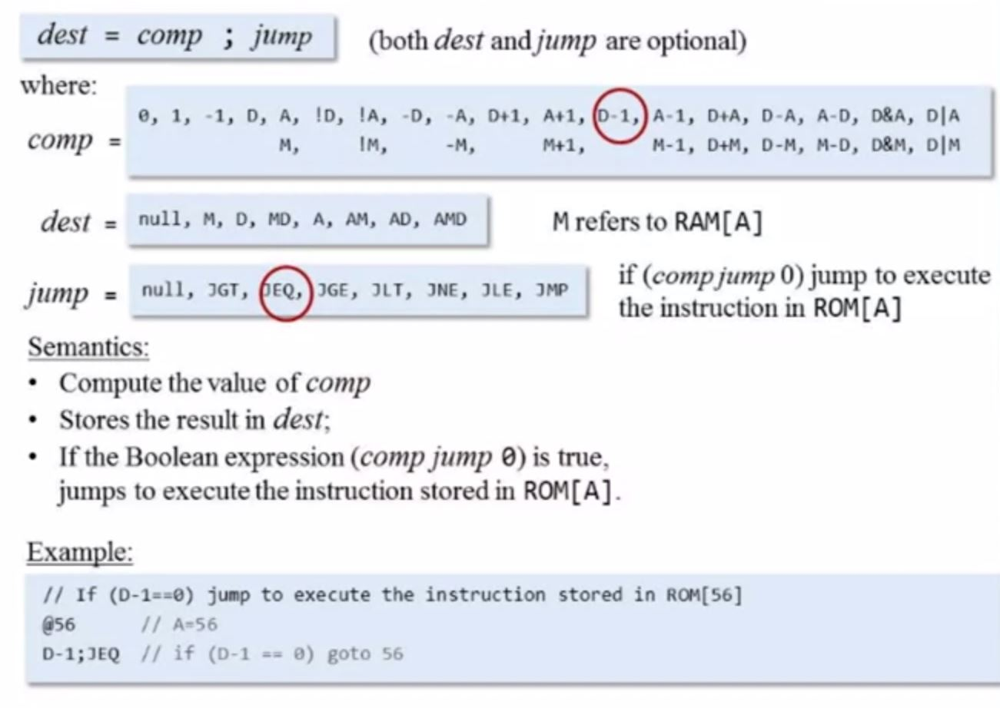 dest = comp ; jump (both dest and jump are optional)
where:
comp =
0, 1, -1, D, A, !D, !A, -D, -A, D+1, A+1, D-1, A-1, D+A, D-A, A-D, D&A, D|A
M, !M, -M, M+1, M-1, D+M, D-M, M-D, D&M, D|M
dest = null, M, D, MD, A, AM, AD, AMD M refers to RAM[A]
jump = null, JGT, JEQ, JGE, JLT, JNE, JLE, JMP
if (comp jump 0) jump to execute
the instruction in ROM[A]
Semantics:
• Compute the value of comp
• Stores the result in dest;
• If the Boolean expression (comp jump 0) is true,
jumps to execute the instruction stored in ROM[A].
Example:
// If (D-1==0) jump to execute the instruction stored in ROM[56]
@56 // A=56
D-1;JEQ // if (D-1 == 0) goto 56